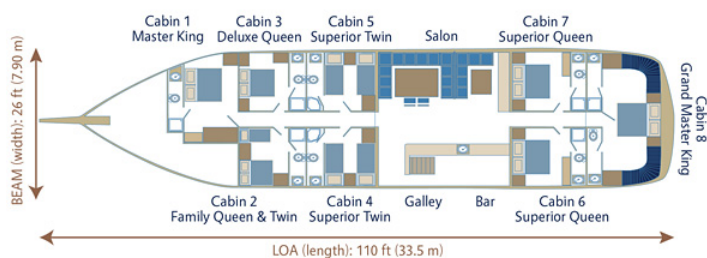 Cabin 1
Master King
Cabin 3
Deluxe Queen
Cabin 5
Superior Twin
Salon
Cabin 7
Superior Queen
BEAM (width): 26 ft (7.90 m)
Cabin 8
Grand Master King
Cabin 2
Family Queen & Twin
Cabin 4
Superior Twin
Galley
Bar
Cabin 6
Superior Queen
LOA (length): 110 ft (33.5 m)